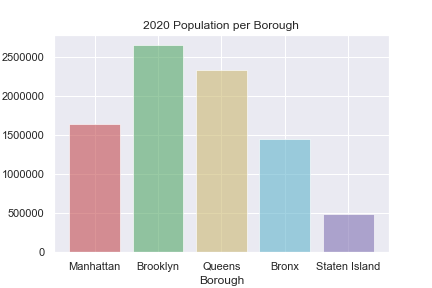 2020 Population per Borough
2500000
2000000
1500000
1000000
500000
0
Manhattan Brooklyn Queens Bronx Staten Island
Borough